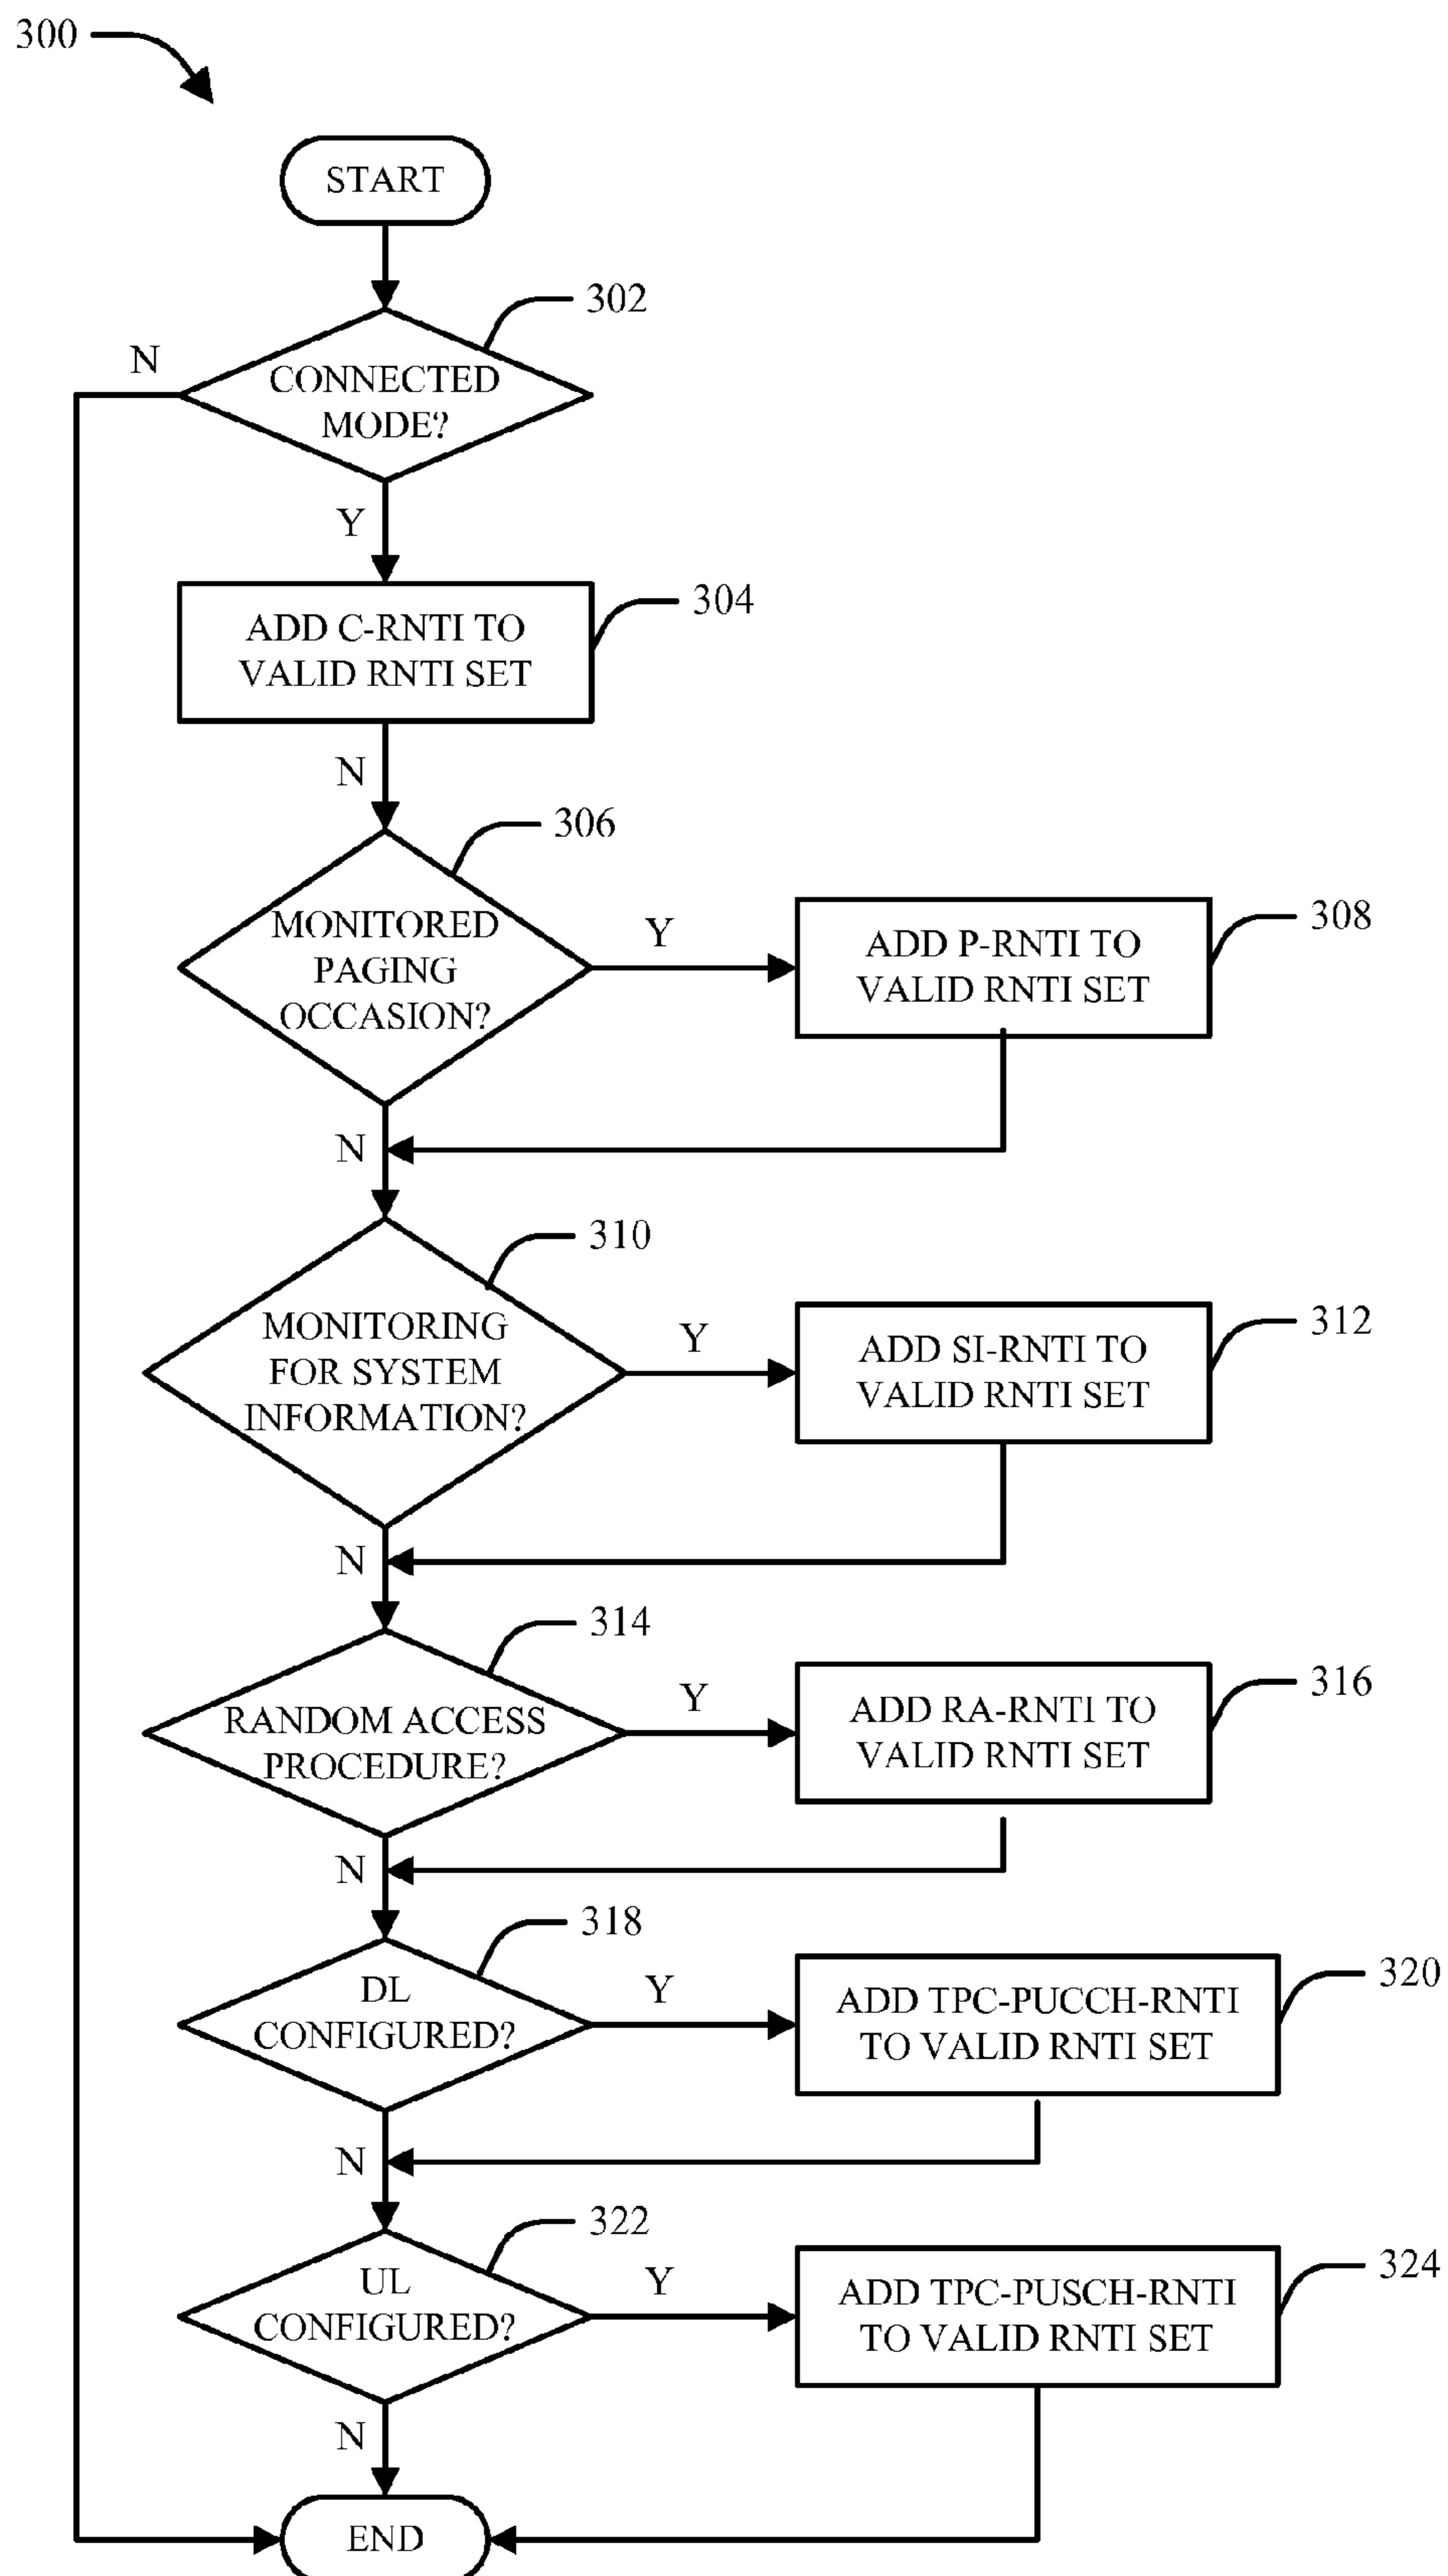 300
START
302
N
CONNECTED
MODE?
Y
304
ADD C-RNTI TO
VALID RNTI SET
N
306
MONITORED
PAGING
OCCASION?
Y
308
ADD P-RNTI TO
VALID RNTI SET
N
310
MONITORING
FOR SYSTEM
INFORMATION?
Y
312
ADD SI-RNTI TO
VALID RNTI SET
N
314
RANDOM ACCESS
PROCEDURE?
Y
316
ADD RA-RNTI TO
VALID RNTI SET
N
318
DL
CONFIGURED?
Y
320
ADD TPC-PUCCH-RNTI
TO VALID RNTI SET
N
322
UL
CONFIGURED?
Y
324
ADD TPC-PUSCH-RNTI
TO VALID RNTI SET
N
END